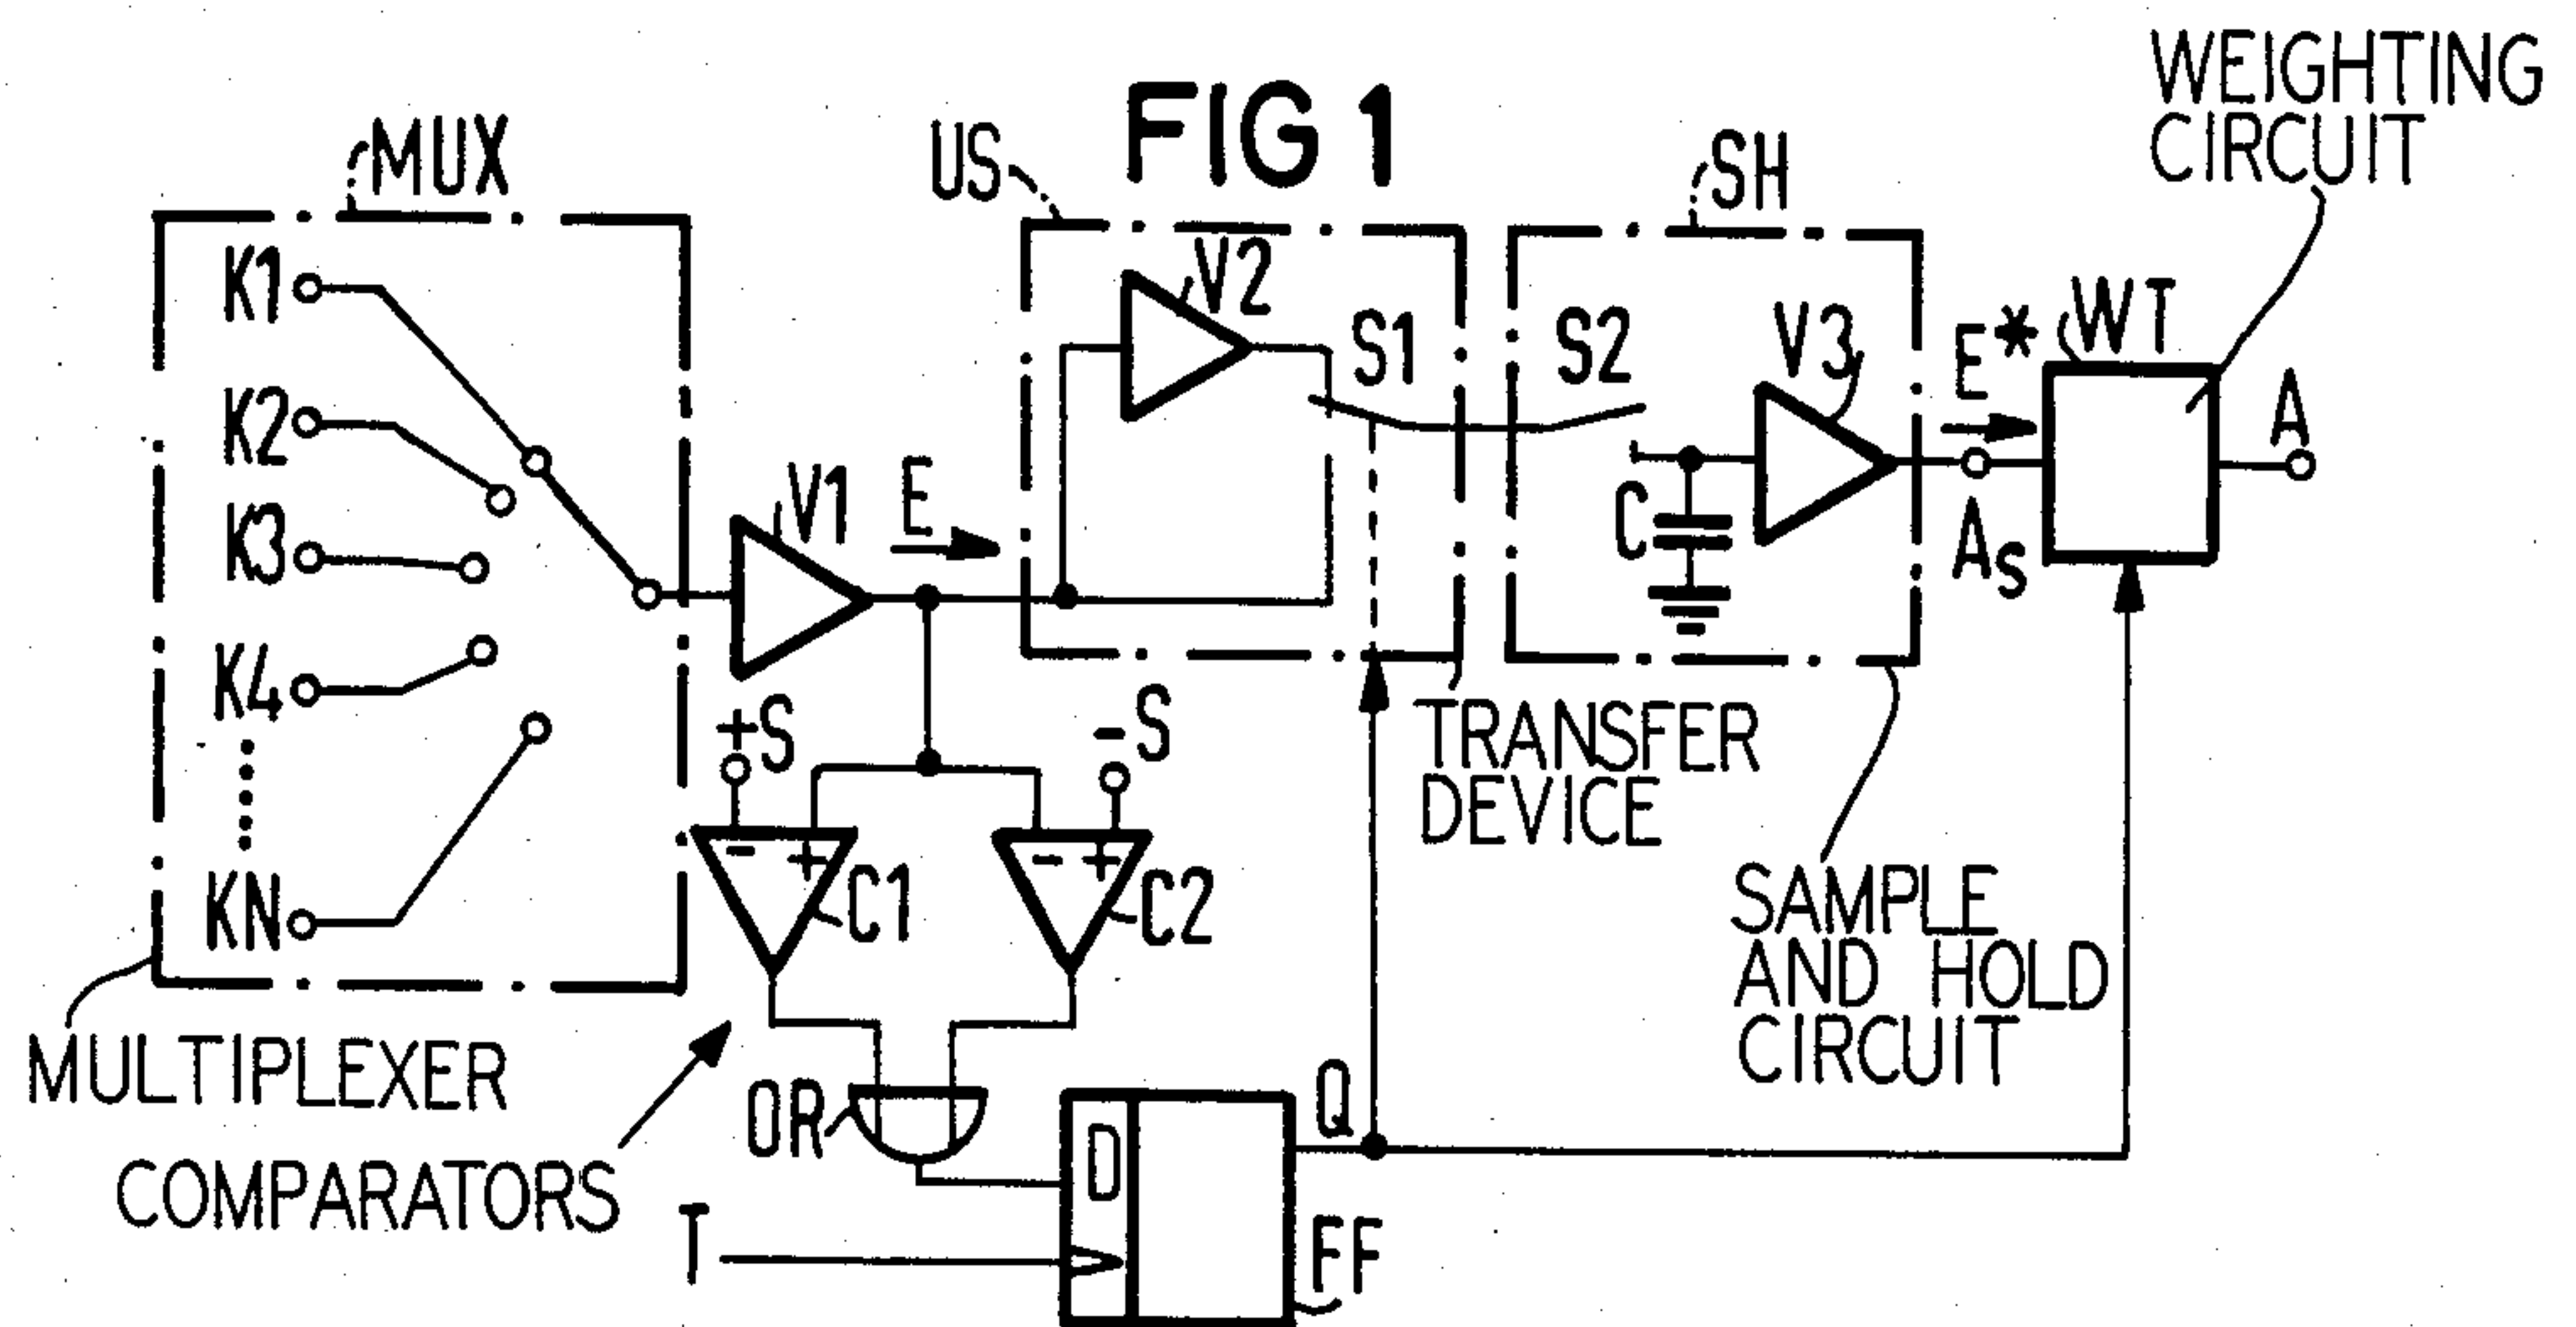 FIG 1
MUX
US
SH
WEIGHTING
CIRCUIT
K1
K2
K3
K4
KN
V1
E
V2
S1
S2
V3
C
E*
AS
WT
A
+S
-S
- +
C1
- +
C2
TRANSFER
DEVICE
SAMPLE
AND HOLD
CIRCUIT
MULTIPLEXER
COMPARATORS
OR
D
Q
T
FF